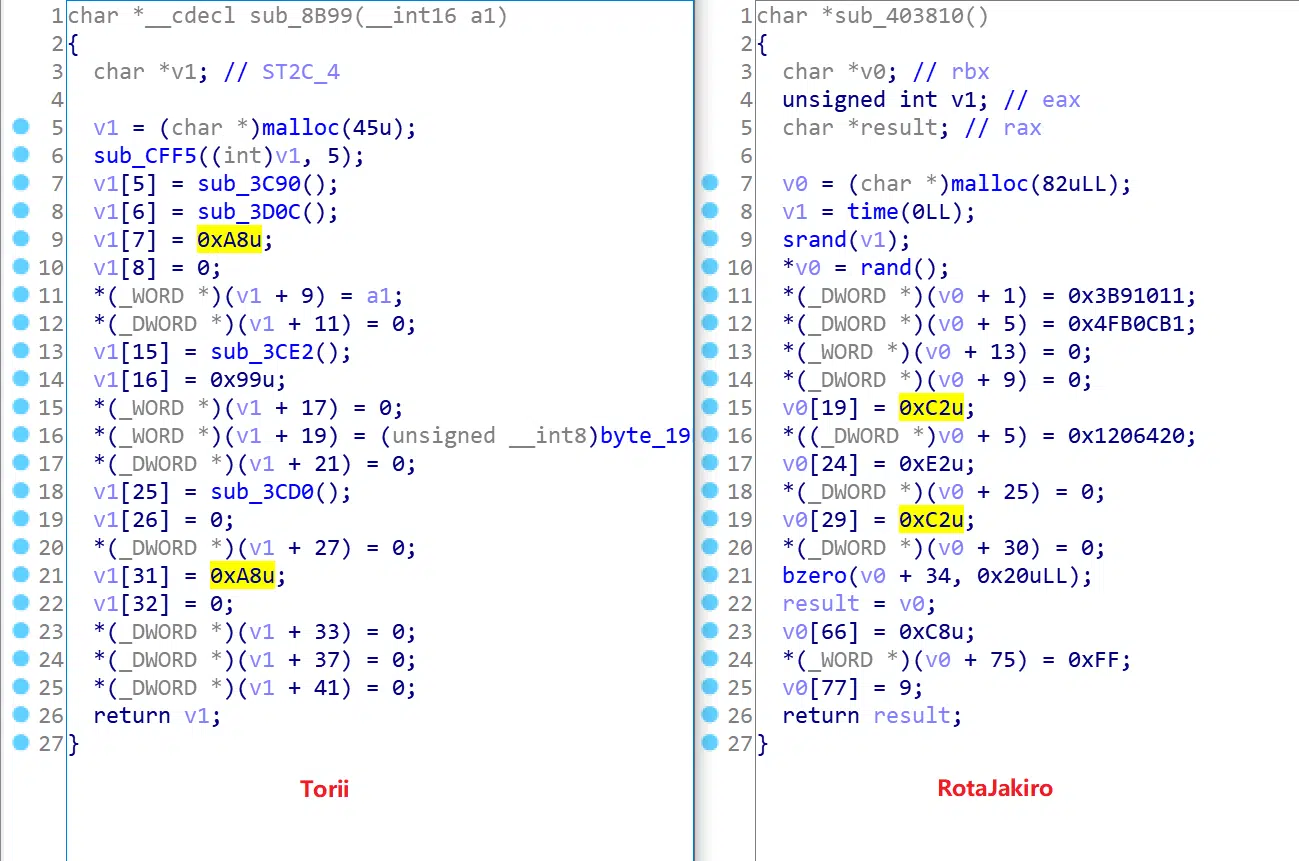 1 char *__cdecl sub_8B99(__int16 a1)
2 {
3 char *v1; // ST2C_4
4
5 v1 = (char *)malloc(45u);
6 sub_CFF5((int)v1, 5);
7 v1[5] = sub_3C90();
8 v1[6] = sub_3D0C();
9 v1[7] = 0xA8u;
10 v1[8] = 0;
11 *(_WORD *)(v1 + 9) = a1;
12 *(_DWORD *)(v1 + 11) = 0;
13 v1[15] = sub_3CE2();
14 v1[16] = 0x99u;
15 *(_WORD *)(v1 + 17) = 0;
16 *(_WORD *)(v1 + 19) = (unsigned __int8)byte_19
17 *(_DWORD *)(v1 + 21) = 0;
18 v1[25] = sub_3CD0();
19 v1[26] = 0;
20 *(_DWORD *)(v1 + 27) = 0;
21 v1[31] = 0xA8u;
22 v1[32] = 0;
23 *(_DWORD *)(v1 + 33) = 0;
24 *(_DWORD *)(v1 + 37) = 0;
25 *(_DWORD *)(v1 + 41) = 0;
26 return v1;
27 }
Torii
1 char *sub_403810()
2 {
3 char *v0; // rbx
4 unsigned int v1; // eax
5 char *result; // rax
6
7 v0 = (char *)malloc(82uLL);
8 v1 = time(0LL);
9 srand(v1);
10 *v0 = rand();
11 *(_DWORD *)(v0 + 1) = 0x3B91011;
12 *(_DWORD *)(v0 + 5) = 0x4FB0CB1;
13 *(_WORD *)(v0 + 13) = 0;
14 *(_DWORD *)(v0 + 9) = 0;
15 v0[19] = 0xC2u;
16 *((_DWORD *)v0 + 5) = 0x1206420;
17 v0[24] = 0xE2u;
18 *(_DWORD *)(v0 + 25) = 0;
19 v0[29] = 0xC2u;
20 *(_DWORD *)(v0 + 30) = 0;
21 bzero(v0 + 34, 0x20uLL);
22 result = v0;
23 v0[66] = 0xC8u;
24 *(_WORD *)(v0 + 75) = 0xFF;
25 v0[77] = 9;
26 return result;
27 }
RotaJakiro